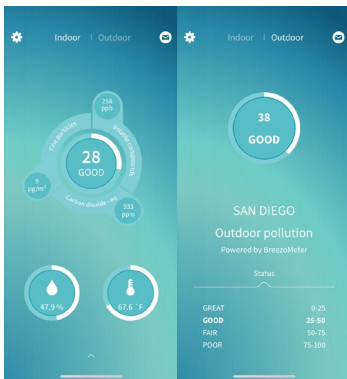 Indoor | Outdoor
258
ppb
Fine particles
Volatile compounds
28
GOOD
9
µg/m³
Carbon dioxide - eq
933
ppm
47.9 %
67.6 °F
Indoor | Outdoor
38
GOOD
SAN DIEGO
Outdoor pollution
Powered by BreezoMeter
Status
GREAT 0-25
GOOD 25-50
FAIR 50-75
POOR 75-100